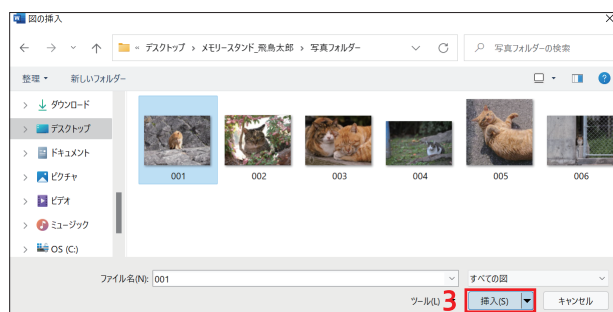 図の挿入
« デスクトップ › メモリースタンド_飛鳥太郎 › 写真フォルダー
写真フォルダーの検索
整理 新しいフォルダー
ダウンロード
デスクトップ
ドキュメント
ピクチャ
ビデオ
ミュージック
OS (C:)
001 002 003 004 005 006
ファイル名(N): 001 すべての図
ツール(L) 3 挿入(S) キャンセル